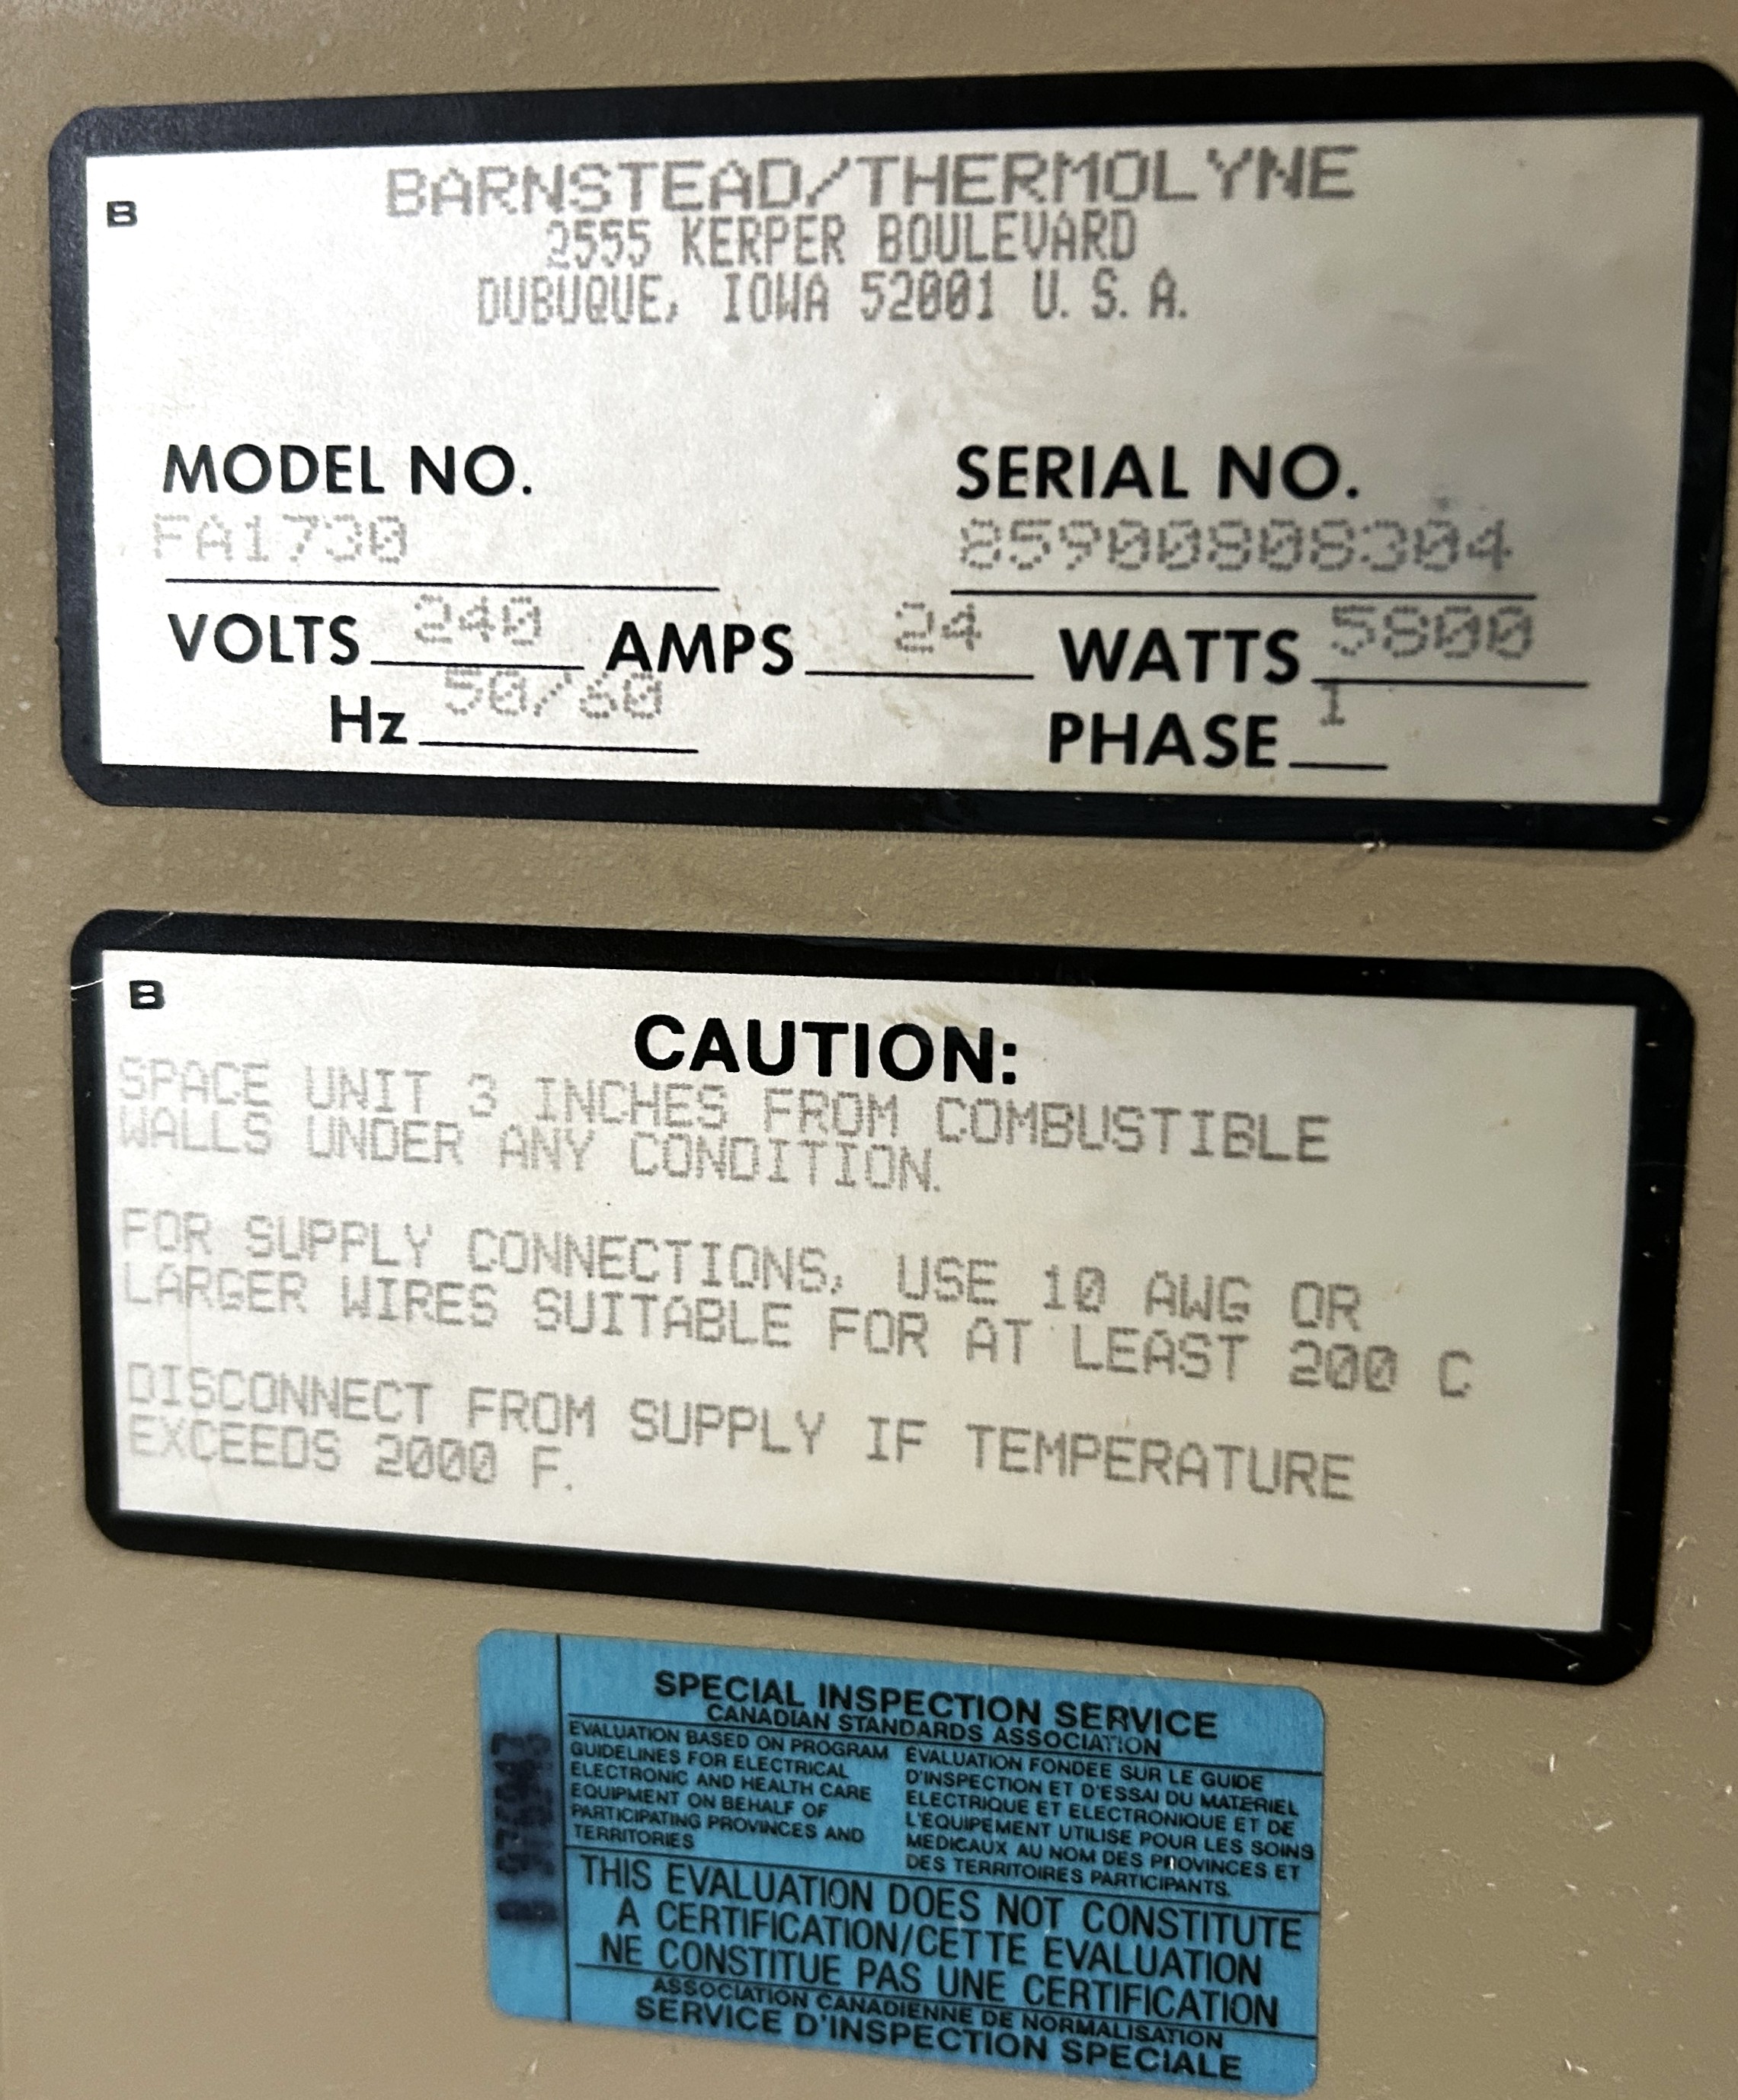 B
BARNSTEAD/THERMOLYNE
2555 KERPER BOULEVARD
DUBUQUE, IOWA 52001 U.S.A.
MODEL NO. SERIAL NO.
FA1730 85900808304
VOLTS 240 AMPS 24 WATTS 5800
Hz 50/60 PHASE 1
B
CAUTION:
SPACE UNIT 3 INCHES FROM COMBUSTIBLE
WALLS UNDER ANY CONDITION.
FOR SUPPLY CONNECTIONS, USE 10 AWG OR
LARGER WIRES SUITABLE FOR AT LEAST 200 C
DISCONNECT FROM SUPPLY IF TEMPERATURE
EXCEEDS 2000 F.
SPECIAL INSPECTION SERVICE
CANADIAN STANDARDS ASSOCIATION
EVALUATION BASED ON PROGRAM
GUIDELINES FOR ELECTRICAL
ELECTRONIC AND HEALTH CARE
EQUIPMENT ON BEHALF OF
PARTICIPATING PROVINCES AND
TERRITORIES
EVALUATION FONDEE SUR LE GUIDE
D'INSPECTION ET D'ESSAI DU MATERIEL
ELECTRIQUE ET ELECTRONIQUE ET DE
L'EQUIPEMENT UTILISE POUR LES SOINS
MEDICAUX AU NOM DES PROVINCES ET
DES TERRITOIRES PARTICIPANTS.
THIS EVALUATION DOES NOT CONSTITUTE
A CERTIFICATION/CETTE EVALUATION
NE CONSTITUE PAS UNE CERTIFICATION
ASSOCIATION CANADIENNE DE NORMALISATION
SERVICE D'INSPECTION SPECIALE